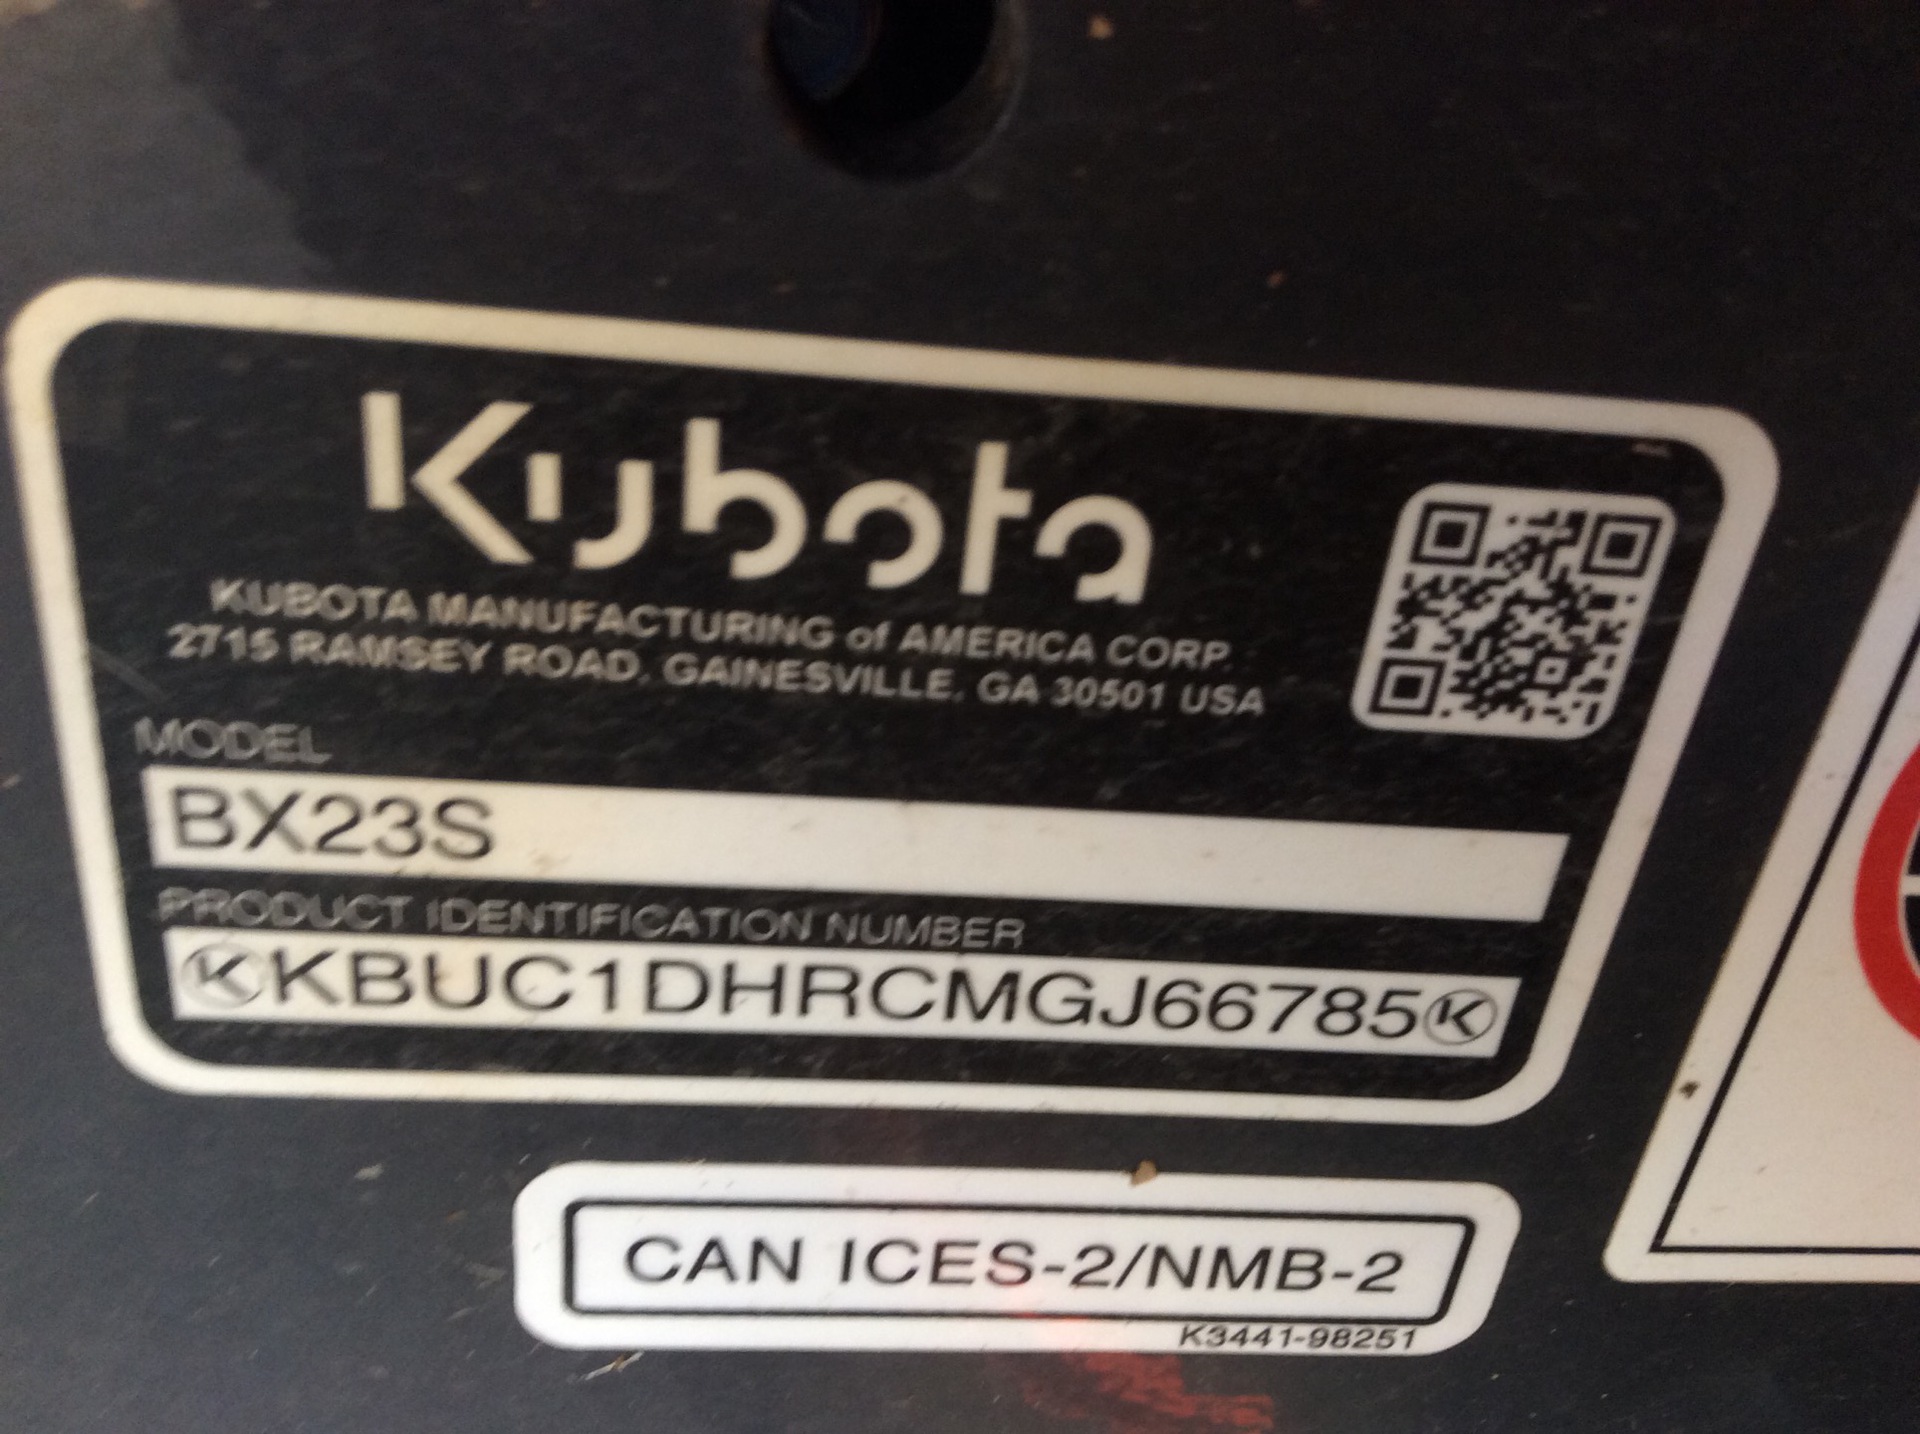 Kubota
KUBOTA MANUFACTURING of AMERICA CORP.
2715 RAMSEY ROAD, GAINESVILLE, GA 30501 USA
MODEL
BX23S
PRODUCT IDENTIFICATION NUMBER
KBUC1DHRCMGJ66785
CAN ICES-2/NMB-2
K3441-98251